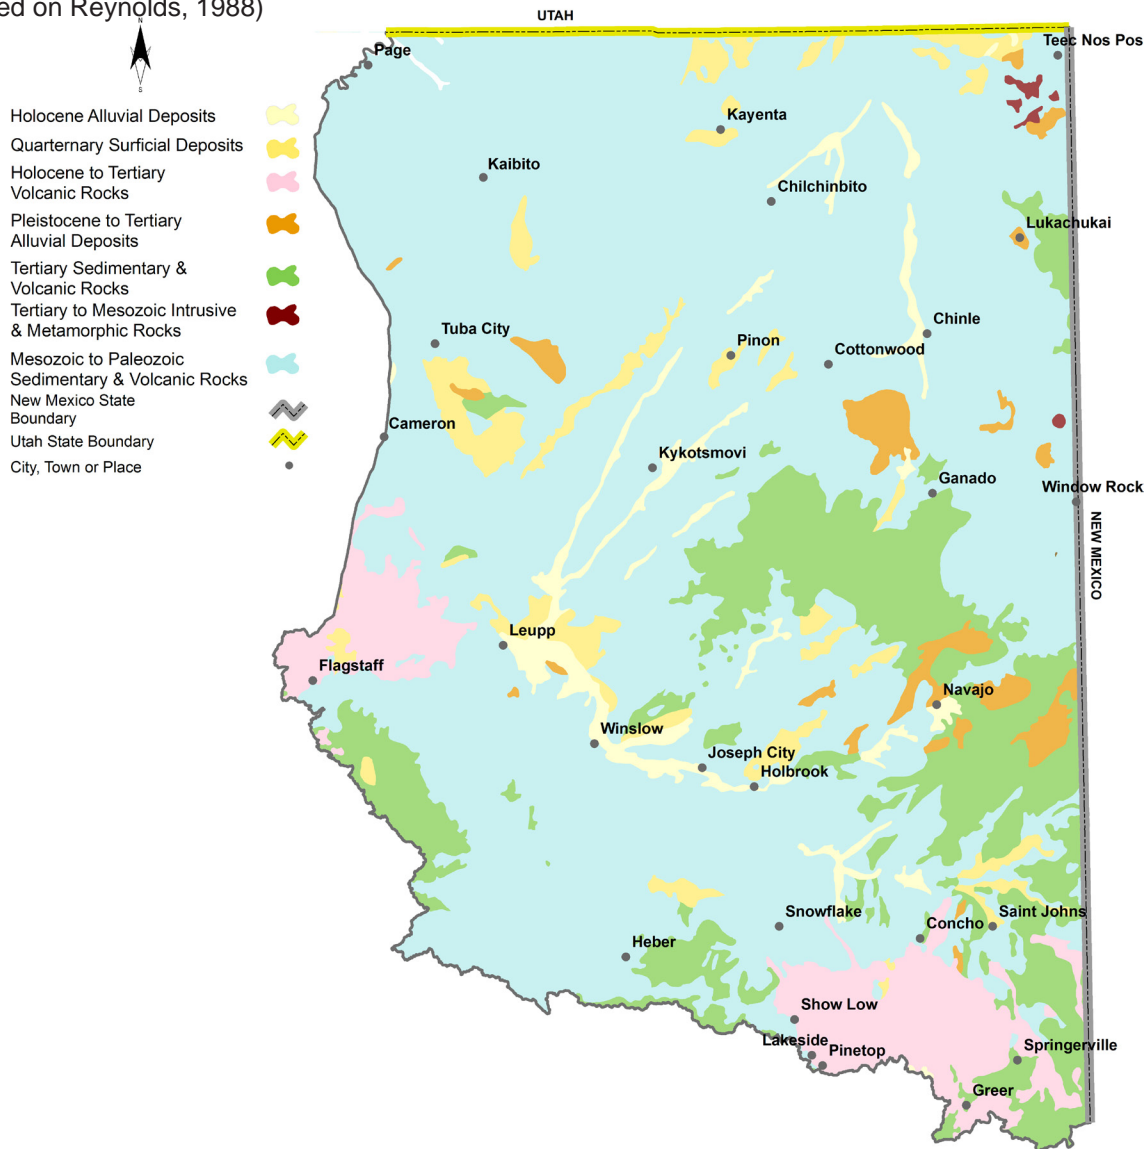 ed on Reynolds, 1988)
UTAH
N
S
Page
Teec Nos Pos
Holocene Alluvial Deposits
Quarternary Surficial Deposits
Holocene to Tertiary
Volcanic Rocks
Pleistocene to Tertiary
Alluvial Deposits
Tertiary Sedimentary &
Volcanic Rocks
Tertiary to Mesozoic Intrusive
& Metamorphic Rocks
Mesozoic to Paleozoic
Sedimentary & Volcanic Rocks
New Mexico State
Boundary
Utah State Boundary
City, Town or Place
Kayenta
Kaibito
Chilchinbito
Lukachukai
Chinle
Tuba City
Pinon
Cottonwood
Cameron
Kykotsmovi
Ganado
Window Rock
NEW MEXICO
Leupp
Flagstaff
Navajo
Winslow
Joseph City
Holbrook
Snowflake
Saint Johns
Concho
Heber
Show Low
Lakeside
Pinetop
Springerville
Greer